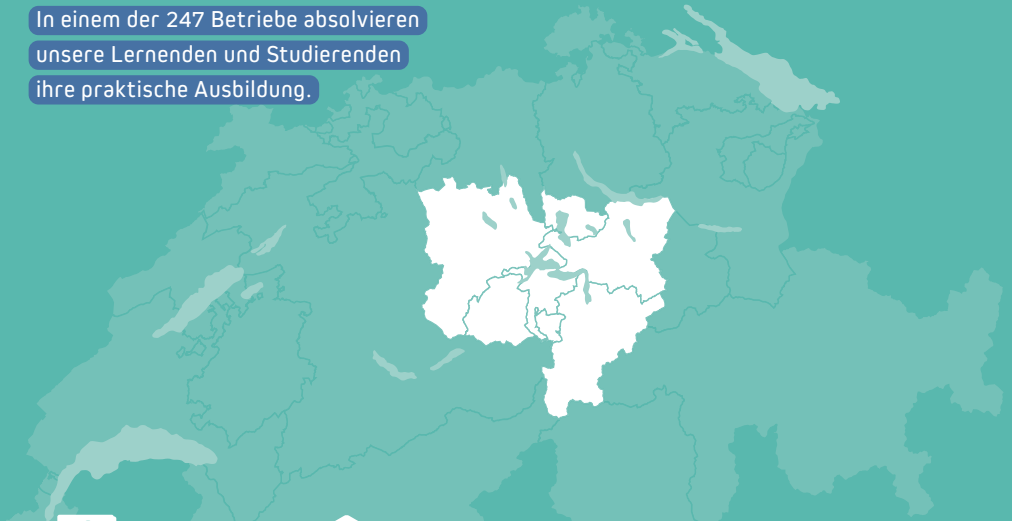 In einem der 247 Betriebe absolvieren
unsere Lernenden und Studierenden
ihre praktische Ausbildung.